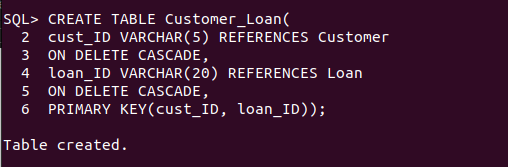 SQL> CREATE TABLE Customer_Loan(
2 cust_ID VARCHAR(5) REFERENCES Customer
3 ON DELETE CASCADE,
4 loan_ID VARCHAR(20) REFERENCES Loan
5 ON DELETE CASCADE,
6 PRIMARY KEY(cust_ID, loan_ID));
Table created.